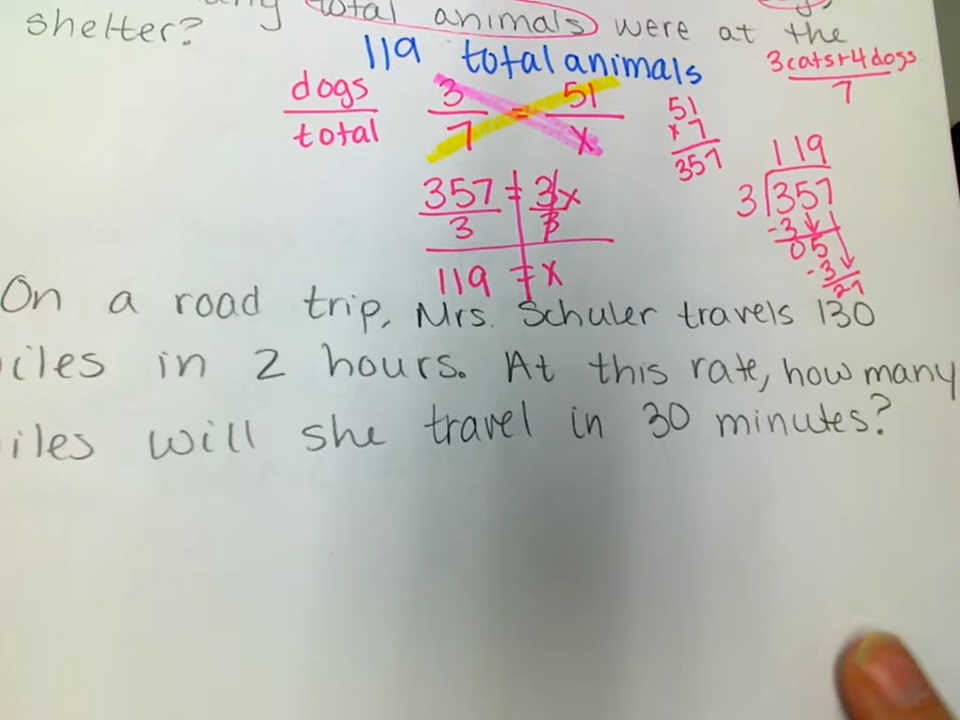 total animals were at the
shelter?
119 total animals
3cats+4dogs
7
dogs
total
3 = 51
7 x
51
x 7
357
119
3 357
-3
05
-3
27
357 = 3x
3 3
119 = x
On a road trip, Mrs. Schuler travels 130
iles in 2 hours. At this rate, how many
iles will she travel in 30 minutes?